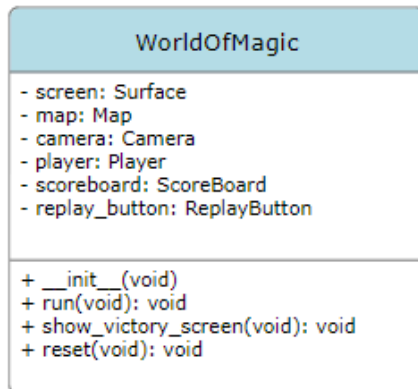 WorldOfMagic
- screen: Surface
- map: Map
- camera: Camera
- player: Player
- scoreboard: ScoreBoard
- replay_button: ReplayButton
+ __init__(void)
+ run(void): void
+ show_victory_screen(void): void
+ reset(void): void